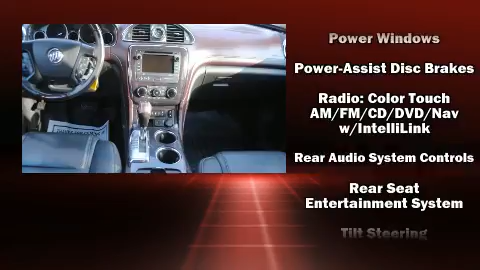 Power Windows
Power-Assist Disc Brakes
Radio: Color Touch
AM/FM/CD/DVD/Nav
w/IntelliLink
Rear Audio System Controls
Rear Seat
Entertainment System
Tilt Steering